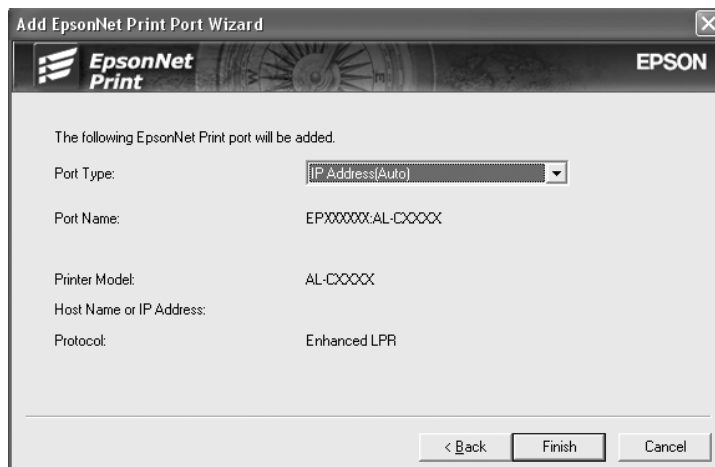 Add EpsonNet Print Port Wizard
EpsonNet
Print
EPSON
The following EpsonNet Print port will be added.
Port Type: IP Address(Auto)
Port Name: EPXXXXXX:AL-CXXXX
Printer Model: AL-CXXXX
Host Name or IP Address:
Protocol: Enhanced LPR
< Back Finish Cancel